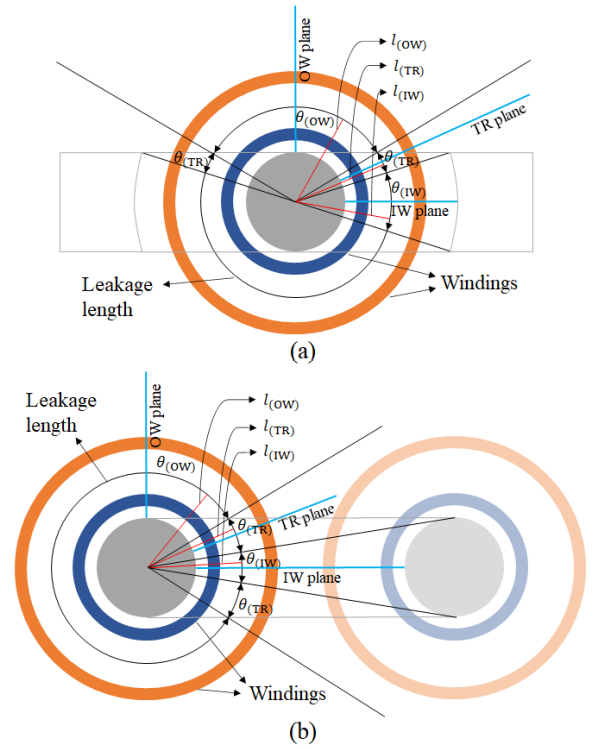 OW plane
l(OW)
l(TR)
l(IW)
θ(OW)
TR plane
θ(TR)
θ(TR)
θ(IW)
IW plane
Leakage
length
Windings
(a)
OW plane
Leakage
length
l(OW)
l(TR)
l(IW)
θ(OW)
θ(TR)
TR plane
θ(IW)
IW plane
θ(TR)
Windings
(b)